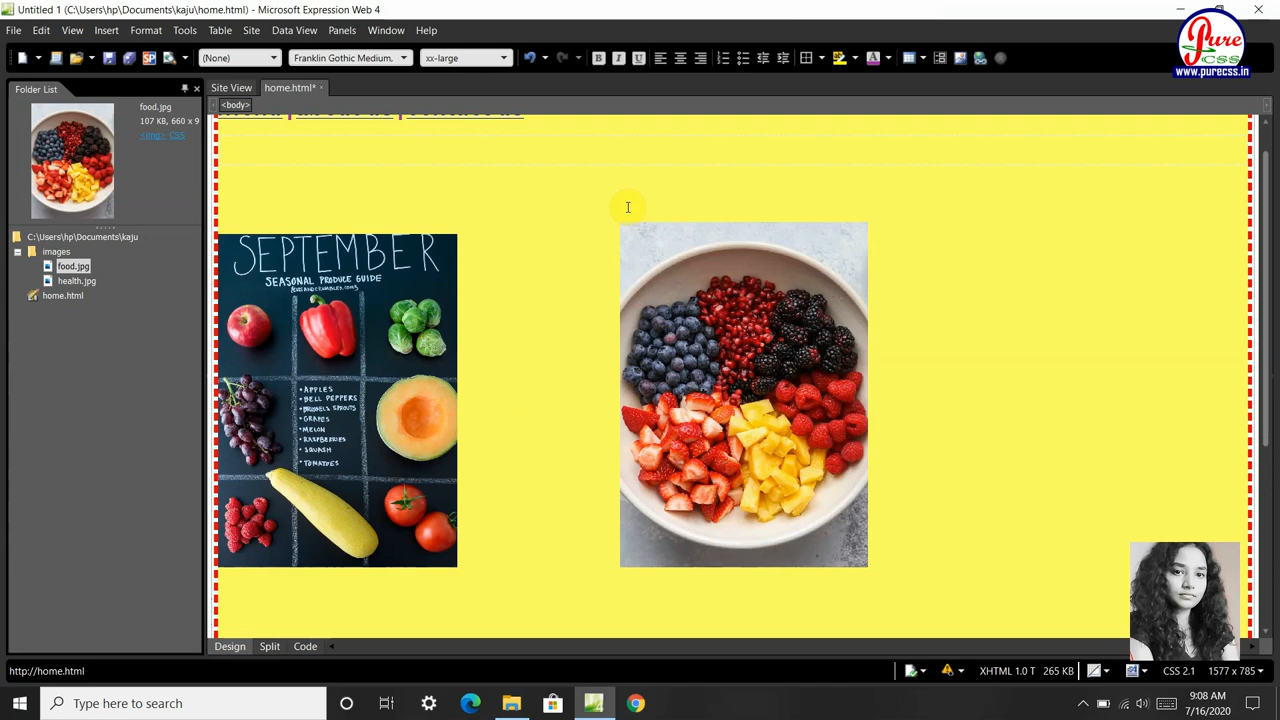 Untitled 1 (C:\Users\hp\Documents\kaju\home.html) - Microsoft Expression Web 4
File Edit View Insert Format Tools Table Site Data View Panels Window Help
(None) Franklin Gothic Medium, xx-large B I U
Pure
CSS
www.purecss.in
Folder List
Site View home.html*
<body>
food.jpg
107 KB, 660 x 9
<img> CSS
C:\Users\hp\Documents\kaju
images
food.jpg
health.jpg
home.html
SEPTEMBER
SEASONAL PRODUCE GUIDE
• APPLES
• BELL PEPPERS
• BRUSSELS SPROUTS
• GRAPES
• MELON
• RASPBERRIES
• SQUASH
• TOMATOES
Design Split Code
http://home.html
XHTML 1.0 T 265 KB CSS 2.1 1577 x 785
Type here to search
9:08 AM
7/16/2020